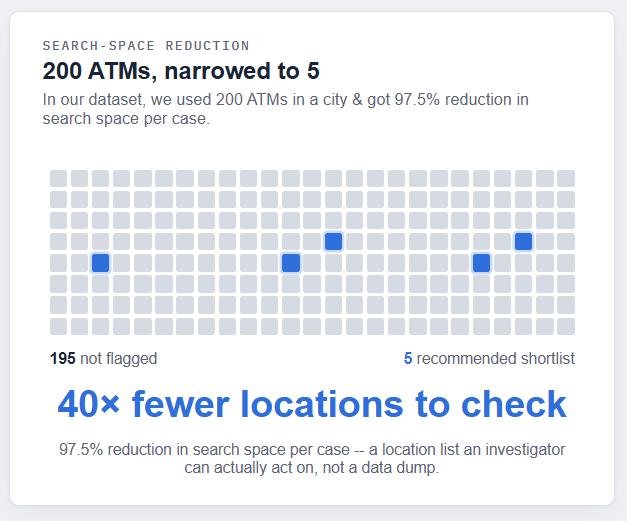 SEARCH-SPACE REDUCTION
200 ATMs, narrowed to 5
In our dataset, we used 200 ATMs in a city & got 97.5% reduction in
search space per case.
195 not flagged
5 recommended shortlist
40× fewer locations to check
97.5% reduction in search space per case -- a location list an investigator
can actually act on, not a data dump.